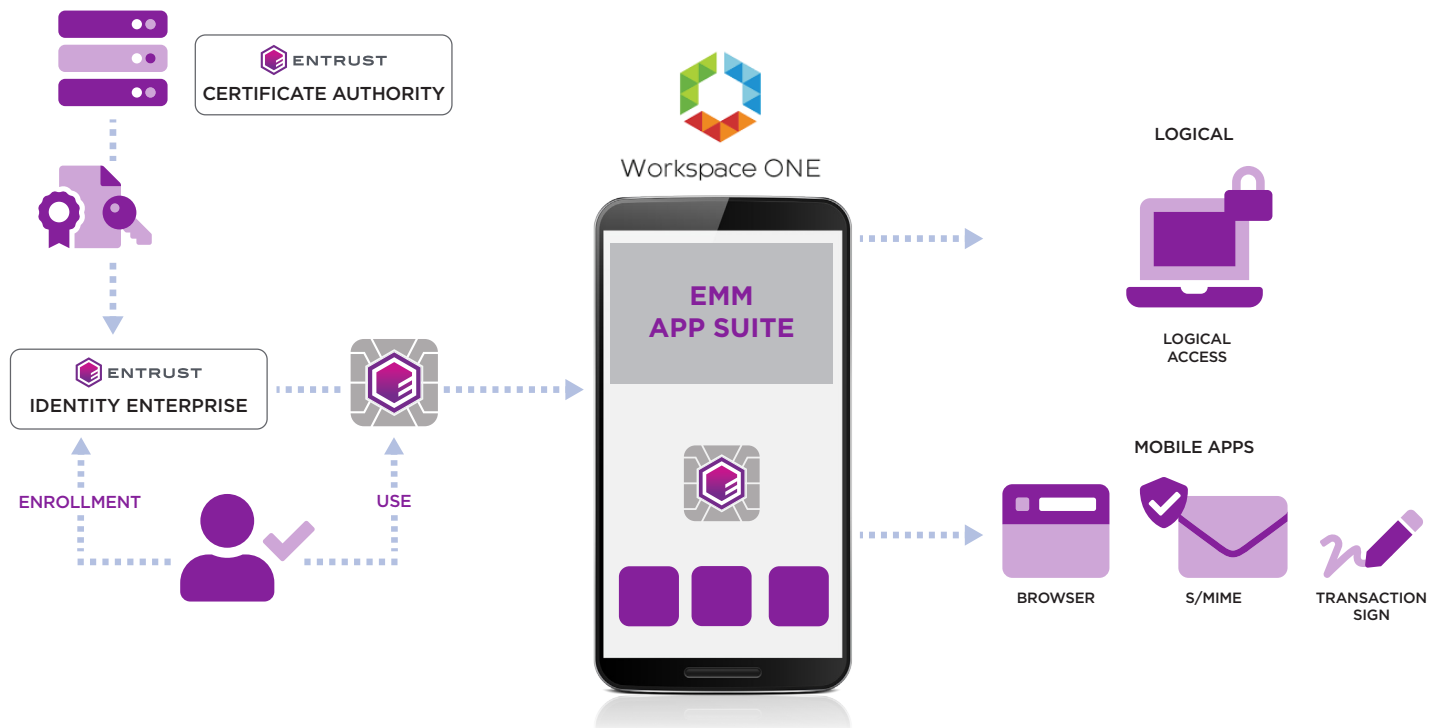 ENTRUST
CERTIFICATE AUTHORITY
Workspace ONE
LOGICAL
EMM
APP SUITE
LOGICAL
ACCESS
ENTRUST
IDENTITY ENTERPRISE
ENROLLMENT
USE
MOBILE APPS
BROWSER
S/MIME
TRANSACTION
SIGN